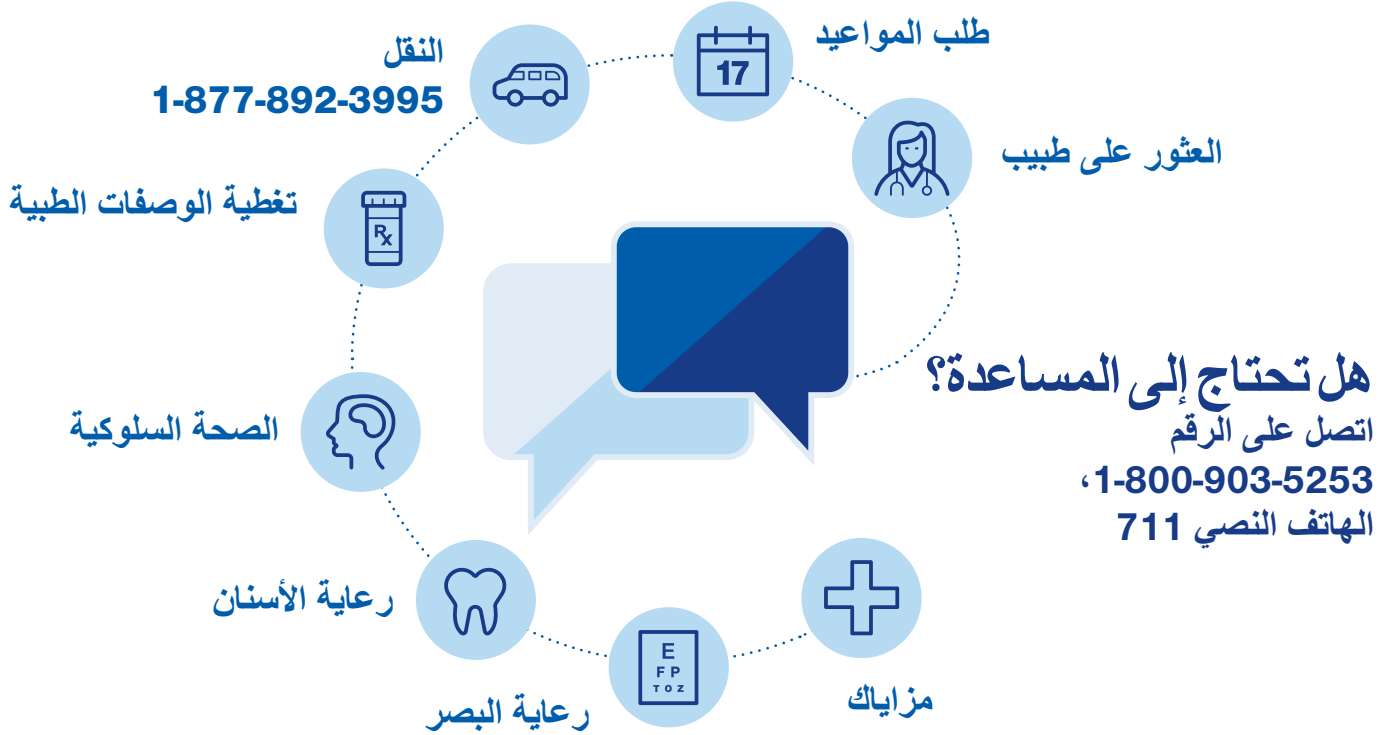 هل تحتاج إلى المساعدة؟
اتصل على الرقم
1-800-903-5253،
الهاتف النصي 711
العثور على طبيب
طلب المواعيد
17
النقل
1-877-892-3995
تغطية الوصفات الطبية
Rx
الصحة السلوكية
رعاية الأسنان
رعاية البصر
E
F P
T O Z
مزاياك